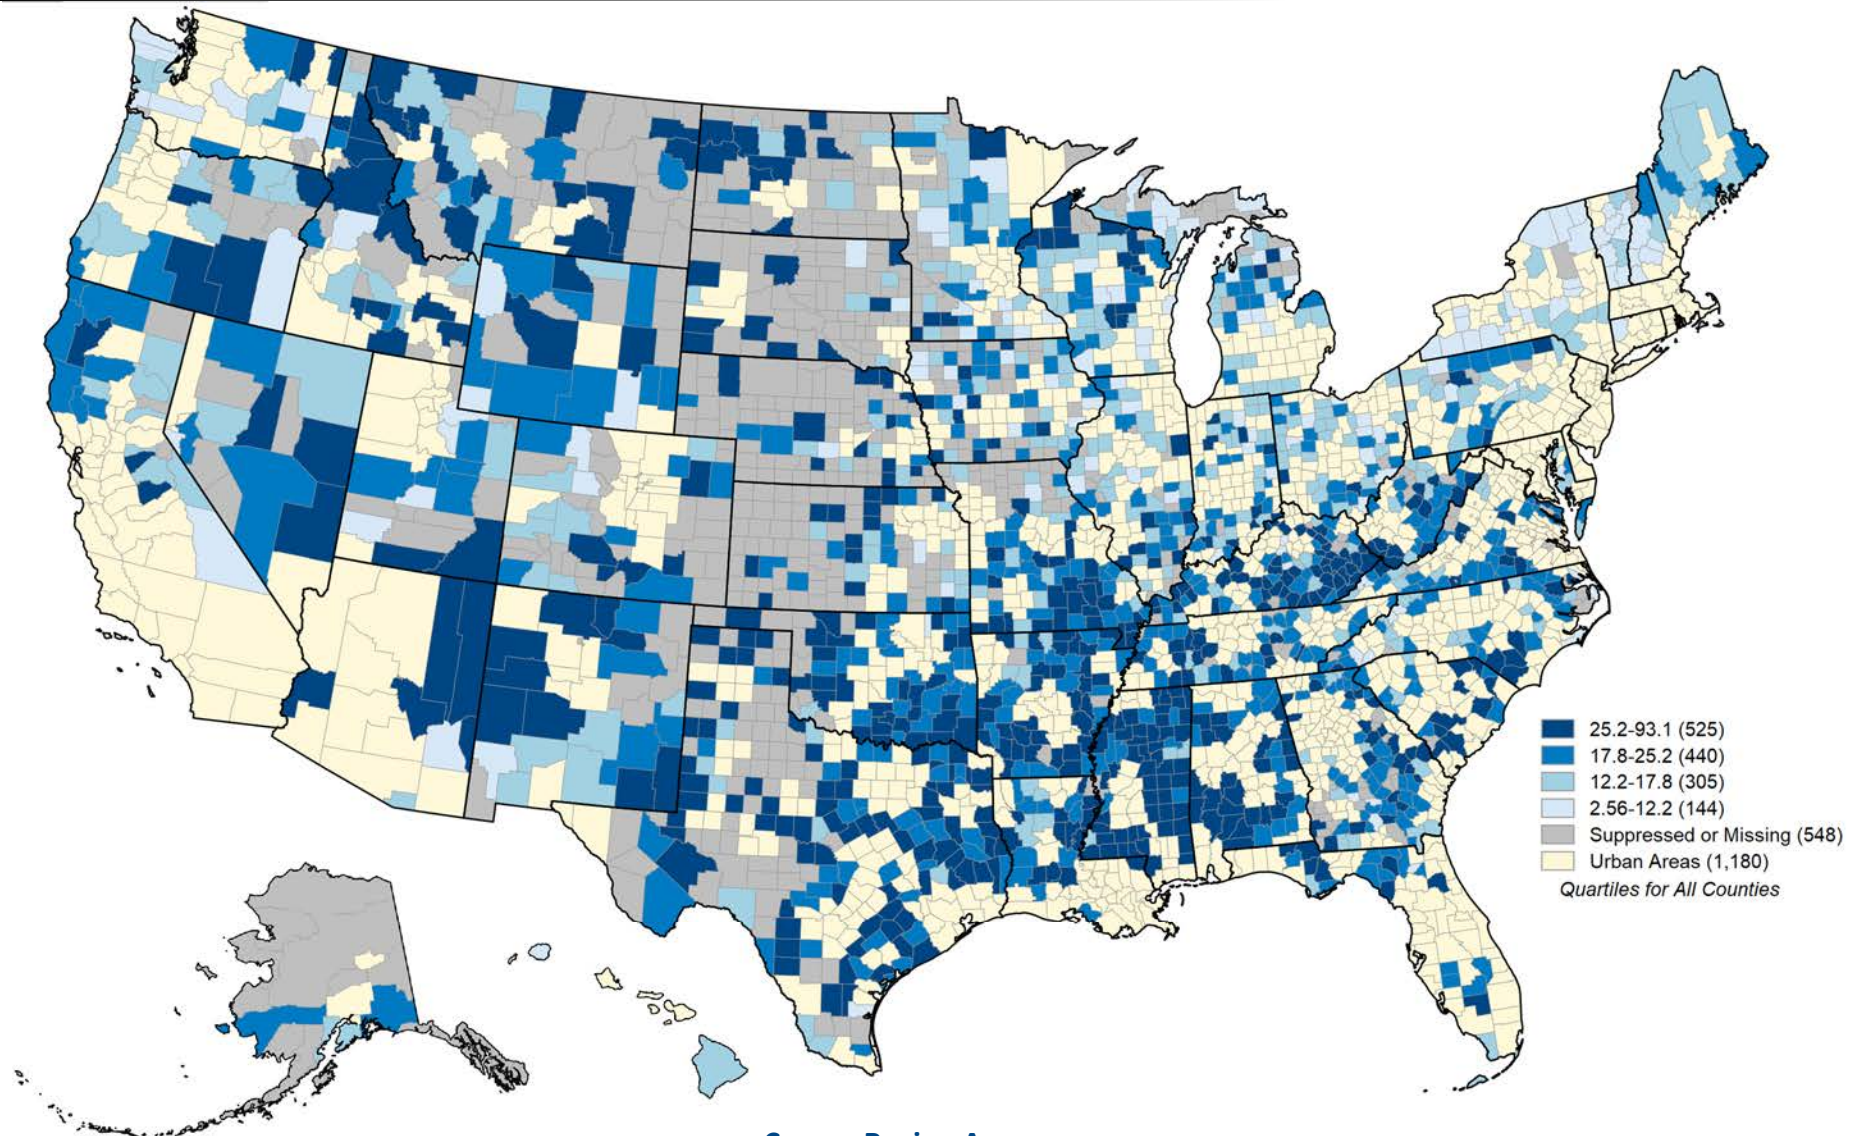 25.2-93.1 (525)
17.8-25.2 (440)
12.2-17.8 (305)
2.56-12.2 (144)
Suppressed or Missing (548)
Urban Areas (1,180)
Quartiles for All Counties